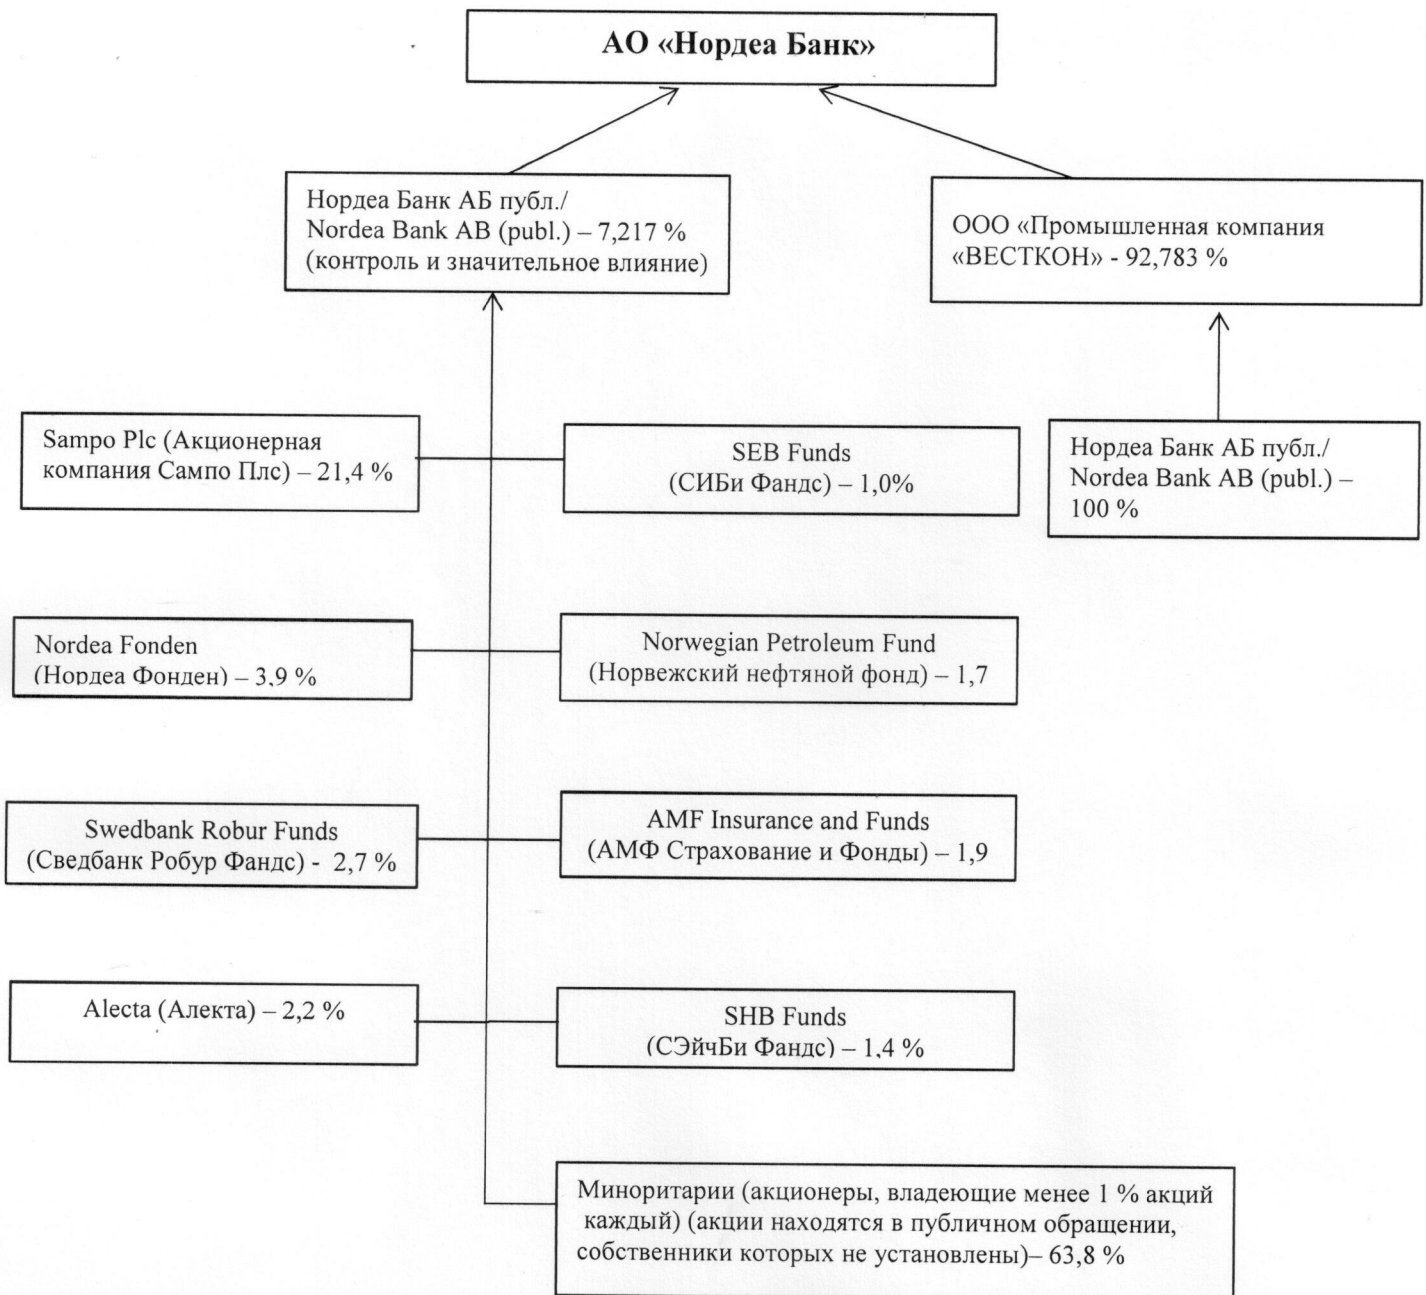 АО «Нордеа Банк»
Нордеа Банк АБ публ./
Nordea Bank AB (publ.) – 7,217 %
(контроль и значительное влияние)
ООО «Промышленная компания
«ВЕСТКОН» - 92,783 %
Sampo Plc (Акционерная
компания Сампо Плс) – 21,4 %
SEB Funds
(СИБи Фандс) – 1,0%
Нордеа Банк АБ публ./
Nordea Bank AB (publ.) –
100 %
Nordea Fonden
(Нордеа Фонден) – 3,9 %
Norwegian Petroleum Fund
(Норвежский нефтяной фонд) – 1,7
Swedbank Robur Funds
(Сведбанк Робур Фандс) - 2,7 %
AMF Insurance and Funds
(АМФ Страхование и Фонды) – 1,9
Alecta (Алекта) – 2,2 %
SHB Funds
(СЭйчБи Фандс) – 1,4 %
Миноритарии (акционеры, владеющие менее 1 % акций
каждый) (акции находятся в публичном обращении,
собственники которых не установлены)– 63,8 %